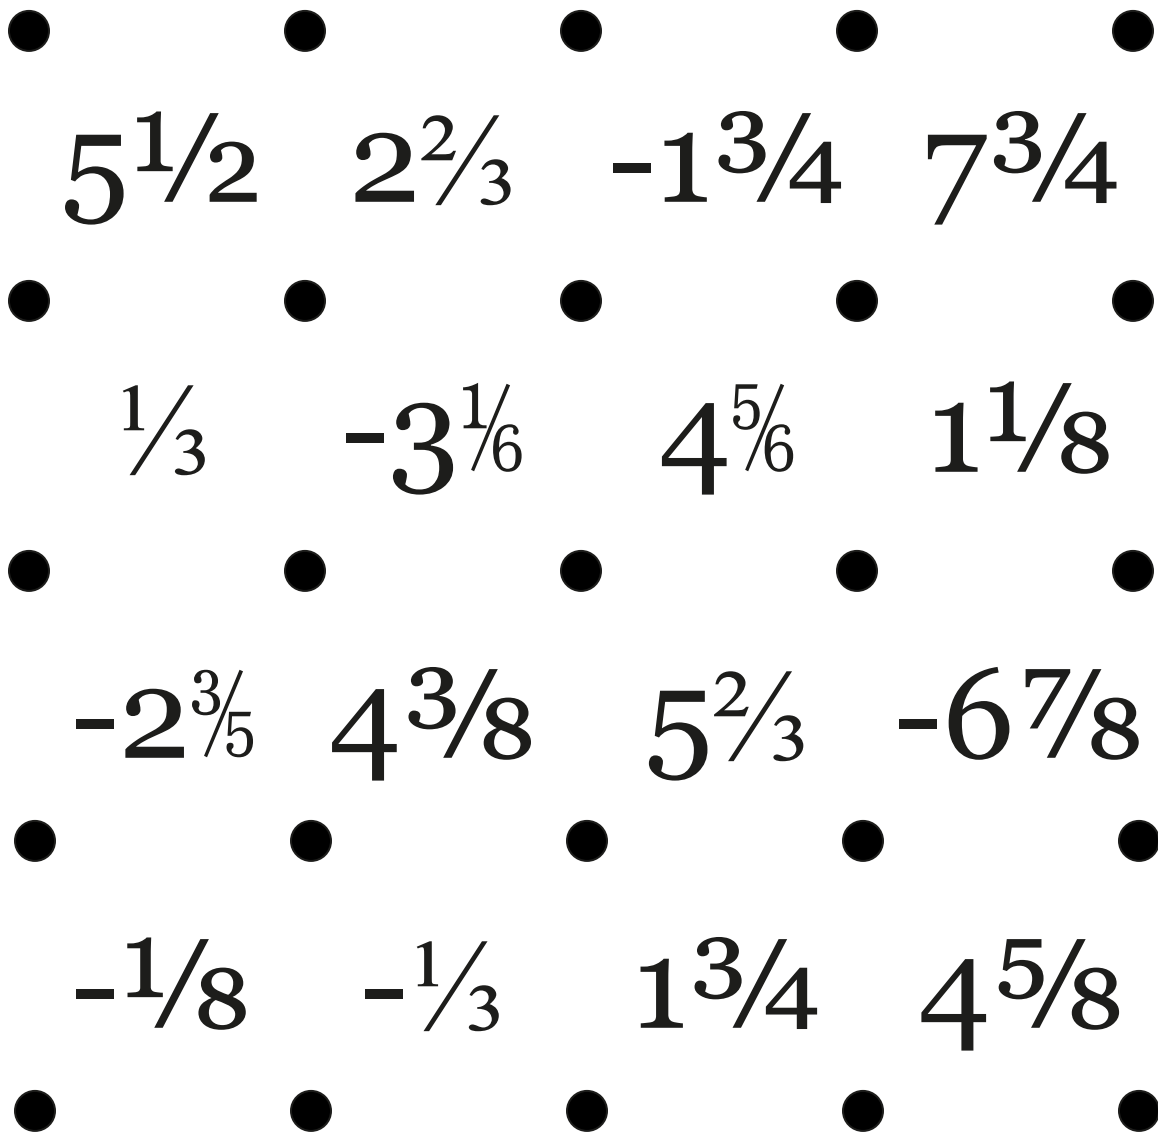 5½ 2⅔ -1¾ 7¾
⅓ -3⅙ 4⅚ 1⅛
-2⅗ 4⅜ 5⅔ -6⅞
-⅛ -⅓ 1¾ 4⅝